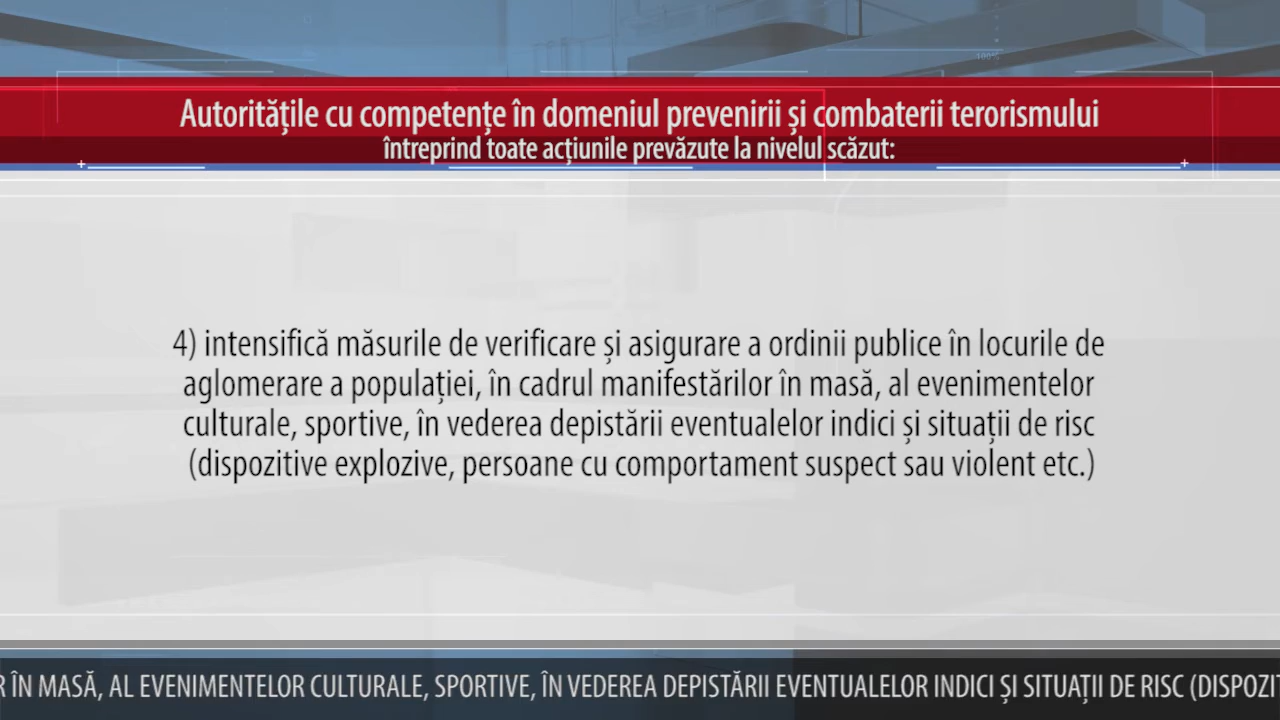 Autoritățile cu competențe în domeniul prevenirii și combaterii terorismului
întreprind toate acțiunile prevăzute la nivelul scăzut:
4) intensifică măsurile de verificare și asigurare a ordinii publice în locurile de
aglomerare a populației, în cadrul manifestărilor în masă, al evenimentelor
culturale, sportive, în vederea depistării eventualelor indici și situații de risc
(dispozitive explozive, persoane cu comportament suspect sau violent etc.)
R ÎN MASĂ, AL EVENIMENTELOR CULTURALE, SPORTIVE, ÎN VEDEREA DEPISTĂRII EVENTUALELOR INDICI ȘI SITUAȚII DE RISC (DISPOZIT